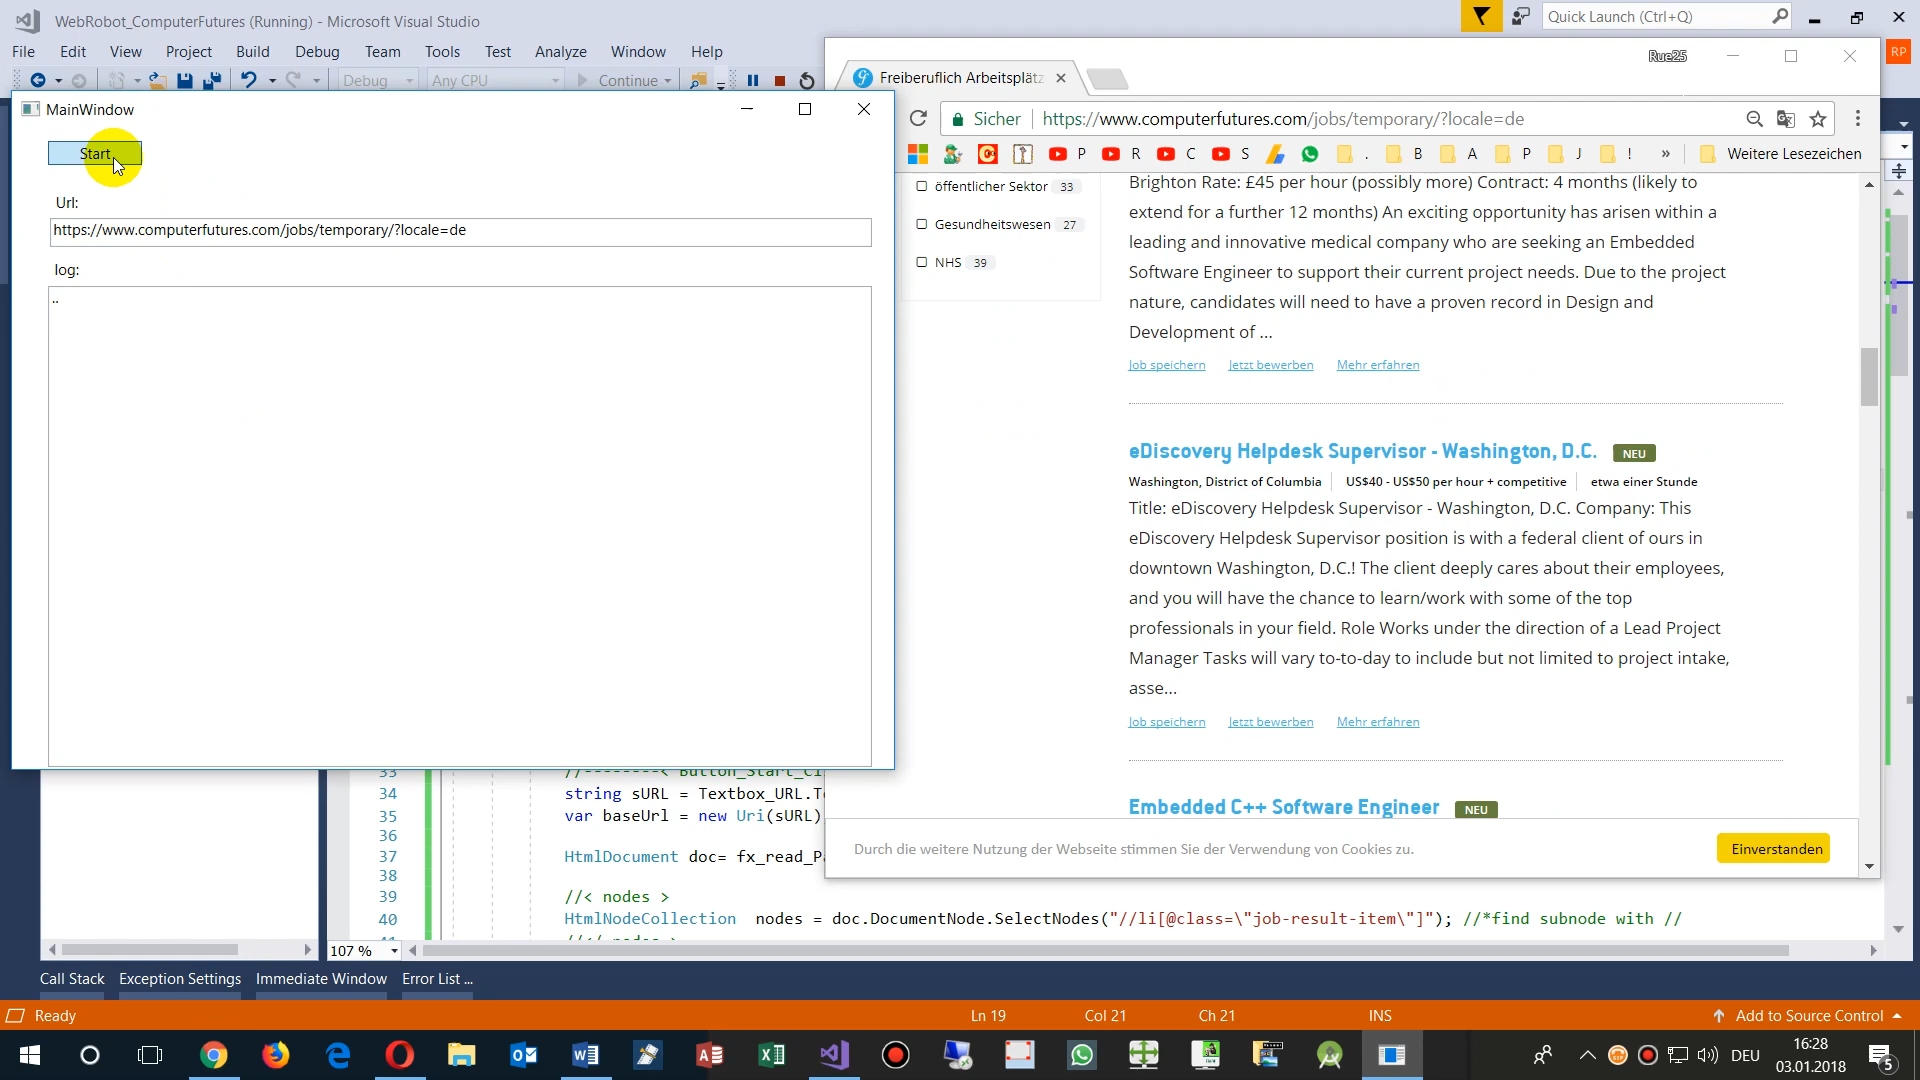 WebRobot_ComputerFutures (Running) - Microsoft Visual Studio
Quick Launch (Ctrl+Q)
File Edit View Project Build Debug Team Tools Test Analyze Window Help
RP
Debug Any CPU Continue
MainWindow
Start
Url:
https://www.computerfutures.com/jobs/temporary/?locale=de
log:
..
Rue25
Freiberuflich Arbeitsplätz
Sicher https://www.computerfutures.com/jobs/temporary/?locale=de
P R C S . B A P J ! » Weitere Lesezeichen
öffentlicher Sektor 33
Gesundheitswesen 27
NHS 39
Brighton Rate: £45 per hour (possibly more) Contract: 4 months (likely to
extend for a further 12 months) An exciting opportunity has arisen within a
leading and innovative medical company who are seeking an Embedded
Software Engineer to support their current project needs. Due to the project
nature, candidates will need to have a proven record in Design and
Development of ...
Job speichern Jetzt bewerben Mehr erfahren
eDiscovery Helpdesk Supervisor - Washington, D.C. NEU
Washington, District of Columbia US$40 - US$50 per hour + competitive etwa einer Stunde
Title: eDiscovery Helpdesk Supervisor - Washington, D.C. Company: This
eDiscovery Helpdesk Supervisor position is with a federal client of ours in
downtown Washington, D.C.! The client deeply cares about their employees,
and you will have the chance to learn/work with some of the top
professionals in your field. Role Works under the direction of a Lead Project
Manager Tasks will vary to-to-day to include but not limited to project intake,
asse...
Job speichern Jetzt bewerben Mehr erfahren
Embedded C++ Software Engineer NEU
Durch die weitere Nutzung der Webseite stimmen Sie der Verwendung von Cookies zu.
Einverstanden
33 //--------< Button_Start_Cl
34 string sURL = Textbox_URL.Te
35 var baseUrl = new Uri(sURL)
36
37 HtmlDocument doc= fx_read_Pa
38
39 //< nodes >
40 HtmlNodeCollection nodes = doc.DocumentNode.SelectNodes("//li[@class=\"job-result-item\"]"); //*find subnode with //
107 %
Call Stack Exception Settings Immediate Window Error List ...
Ready Ln 19 Col 21 Ch 21 INS Add to Source Control
DEU
16:28
03.01.2018
5